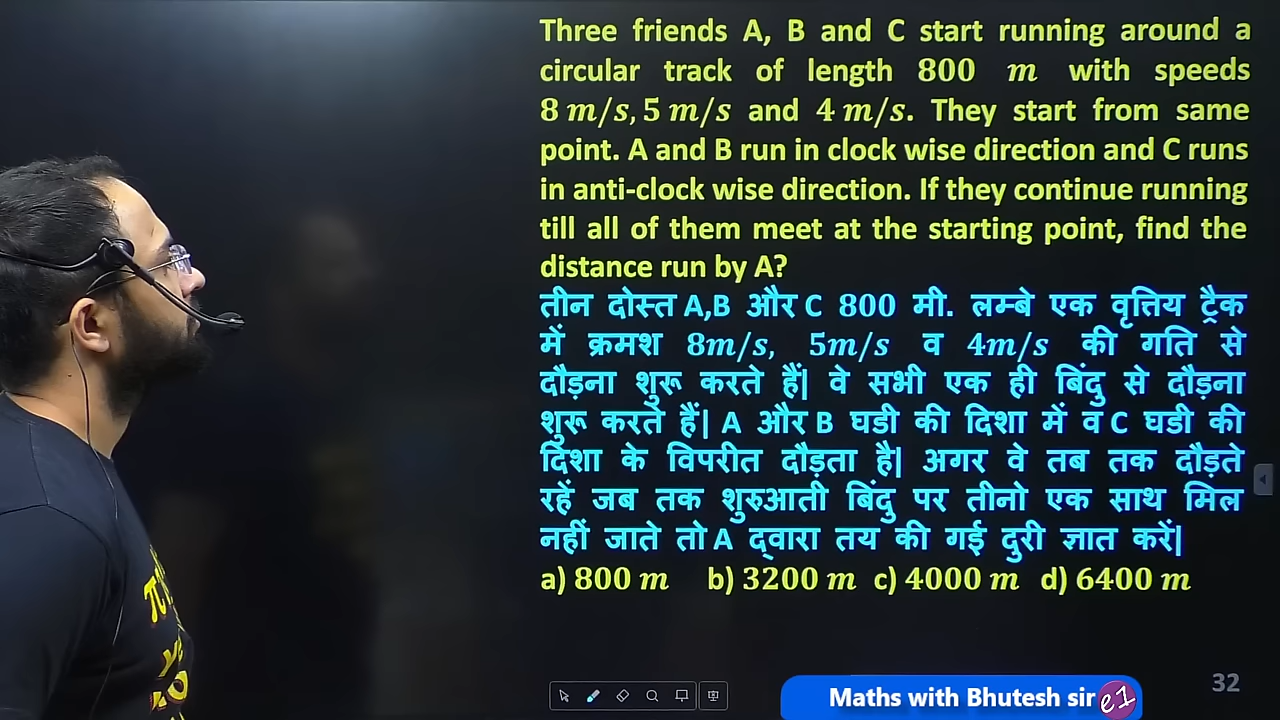 Three friends A, B and C start running around a
circular track of length 800 m with speeds
8 m/s, 5 m/s and 4 m/s. They start from same
point. A and B run in clock wise direction and C runs
in anti-clock wise direction. If they continue running
till all of them meet at the starting point, find the
distance run by A?
तीन दोस्त A,B और C 800 मी. लम्बे एक वृत्तिय ट्रैक
में क्रमश 8m/s, 5m/s व 4m/s की गति से
दौड़ना शुरू करते हैं| वे सभी एक ही बिंदु से दौड़ना
शुरू करते हैं| A और B घडी की दिशा में व C घडी की
दिशा के विपरीत दौड़ता है| अगर वे तब तक दौड़ते
रहें जब तक शुरुआती बिंदु पर तीनो एक साथ मिल
नहीं जाते तो A द्वारा तय की गई दुरी ज्ञात करें|
a) 800 m b) 3200 m c) 4000 m d) 6400 m
32
Maths with Bhutesh sir e1